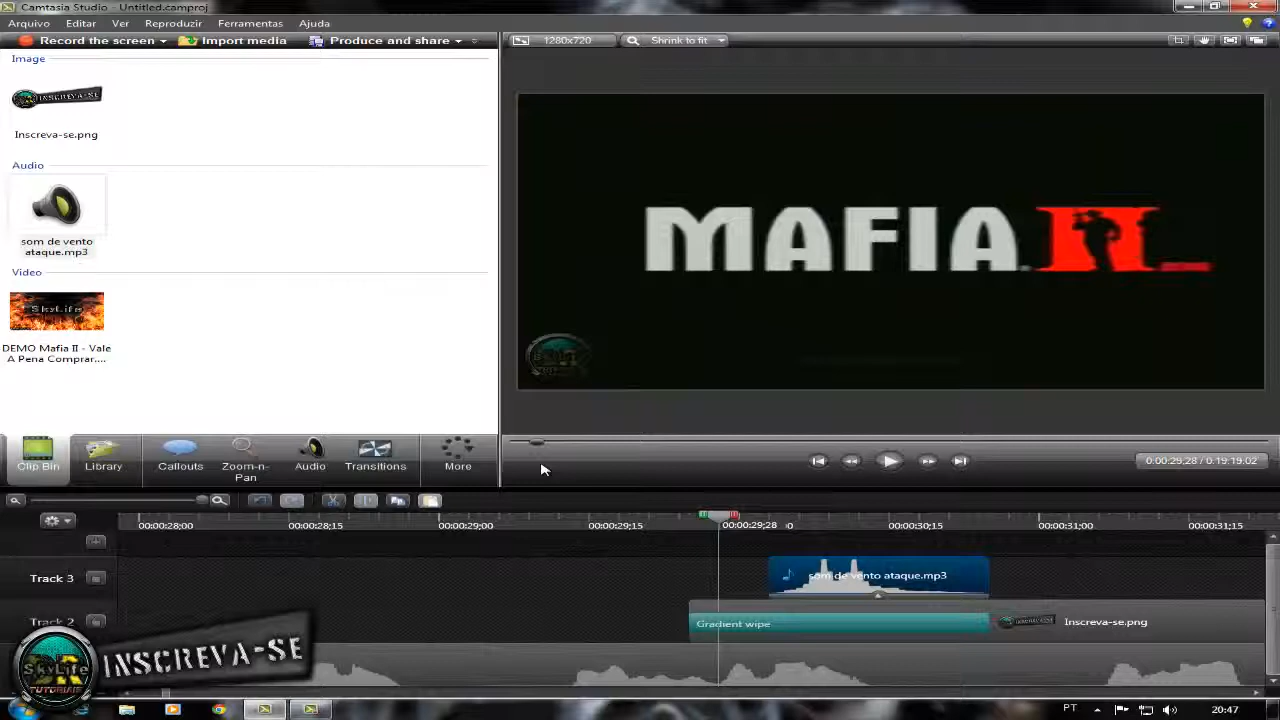 Camtasia Studio - Untitled.camproj
Arquivo Editar Ver Reproduzir Ferramentas Ajuda
Record the screen Import media Produce and share
1280x720 Shrink to fit
Image
INSCREVA-SE
Inscreva-se.png
Audio
som de vento
ataque.mp3
Video
SkyLife
DEMO Mafia II - Vale
A Pena Comprar....
MAFIA II
Clip Bin Library Callouts Zoom-n-Pan Audio Transitions More
0:00:29;28 / 0:19:19;02
00:00:28;00 00:00:28;15 00:00:29;00 00:00:29;15 00:00:29;28 00:00:30;15 00:00:31;00 00:00:31;15
Track 3 som de vento ataque.mp3
Track 2 Gradient wipe Inscreva-se.png
SkyLife
TUTORIAIS
INSCREVA-SE
PT 20:47